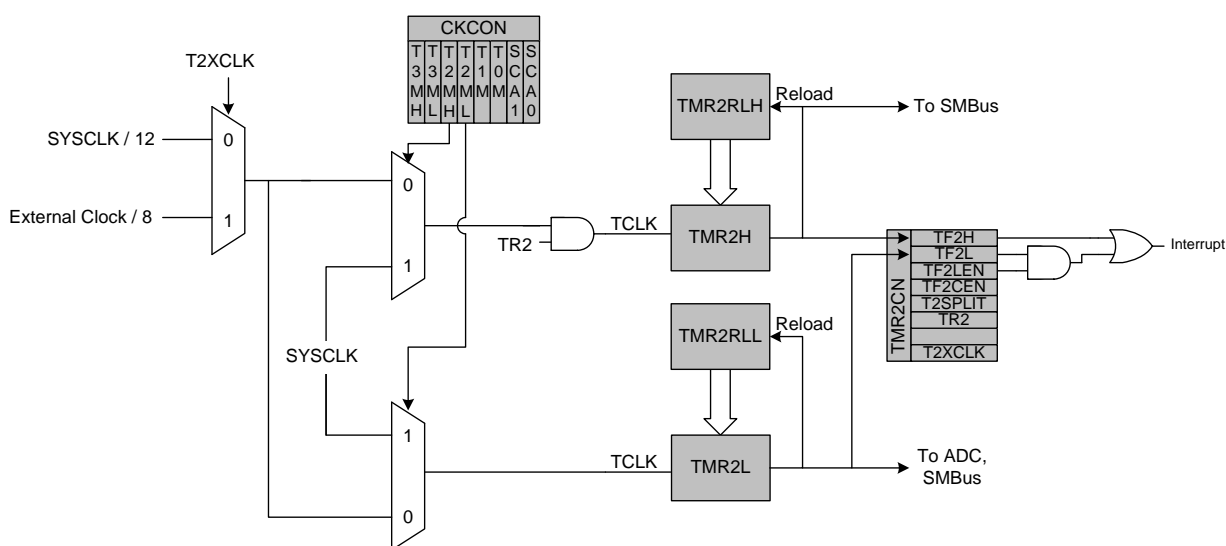 CKCON
T3MH
T3ML
T2MH
T2ML
T1M
T0M
SCA1
SCA0
T2XCLK
SYSCLK / 12
0
External Clock / 8
1
0
1
TR2
TCLK
SYSCLK
1
0
TCLK
TMR2RLH
Reload
To SMBus
TMR2H
TMR2RLL
Reload
TMR2L
To ADC,
SMBus
TMR2CN
TF2H
TF2L
TF2LEN
TF2CEN
T2SPLIT
TR2
T2XCLK
Interrupt